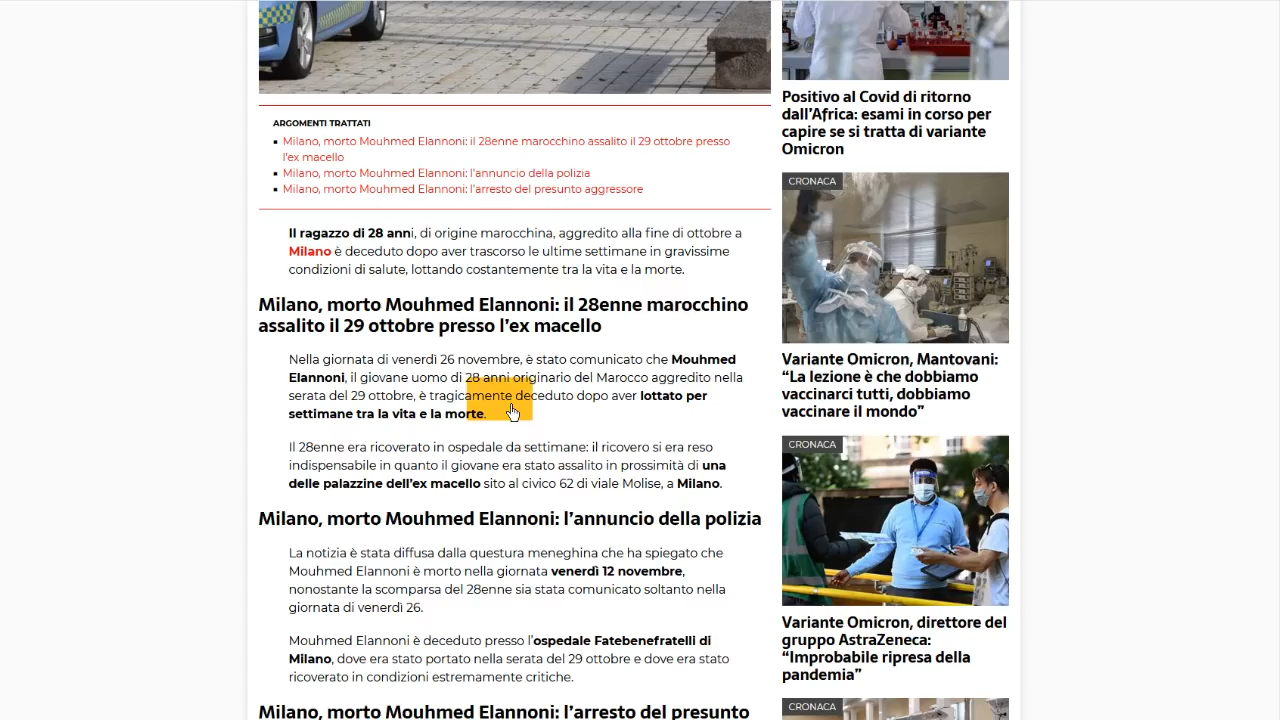 ARGOMENTI TRATTATI
Milano, morto Mouhmed Elannoni: il 28enne marocchino assalito il 29 ottobre presso
l’ex macello
Milano, morto Mouhmed Elannoni: l’annuncio della polizia
Milano, morto Mouhmed Elannoni: l’arresto del presunto aggressore
Il ragazzo di 28 anni, di origine marocchina, aggredito alla fine di ottobre a
Milano è deceduto dopo aver trascorso le ultime settimane in gravissime
condizioni di salute, lottando costantemente tra la vita e la morte.
Milano, morto Mouhmed Elannoni: il 28enne marocchino
assalito il 29 ottobre presso l’ex macello
Nella giornata di venerdì 26 novembre, è stato comunicato che Mouhmed
Elannoni, il giovane uomo di 28 anni originario del Marocco aggredito nella
serata del 29 ottobre, è tragicamente deceduto dopo aver lottato per
settimane tra la vita e la morte.
Il 28enne era ricoverato in ospedale da settimane: il ricovero si era reso
indispensabile in quanto il giovane era stato assalito in prossimità di una
delle palazzine dell’ex macello sito al civico 62 di viale Molise, a Milano.
Milano, morto Mouhmed Elannoni: l’annuncio della polizia
La notizia è stata diffusa dalla questura meneghina che ha spiegato che
Mouhmed Elannoni è morto nella giornata venerdì 12 novembre,
nonostante la scomparsa del 28enne sia stata comunicato soltanto nella
giornata di venerdì 26.
Mouhmed Elannoni è deceduto presso l’ospedale Fatebenefratelli di
Milano, dove era stato portato nella serata del 29 ottobre e dove era stato
ricoverato in condizioni estremamente critiche.
Milano, morto Mouhmed Elannoni: l’arresto del presunto
Positivo al Covid di ritorno
dall’Africa: esami in corso per
capire se si tratta di variante
Omicron
CRONACA
Variante Omicron, Mantovani:
“La lezione è che dobbiamo
vaccinarci tutti, dobbiamo
vaccinare il mondo”
CRONACA
Variante Omicron, direttore del
gruppo AstraZeneca:
“Improbabile ripresa della
pandemia”
CRONACA